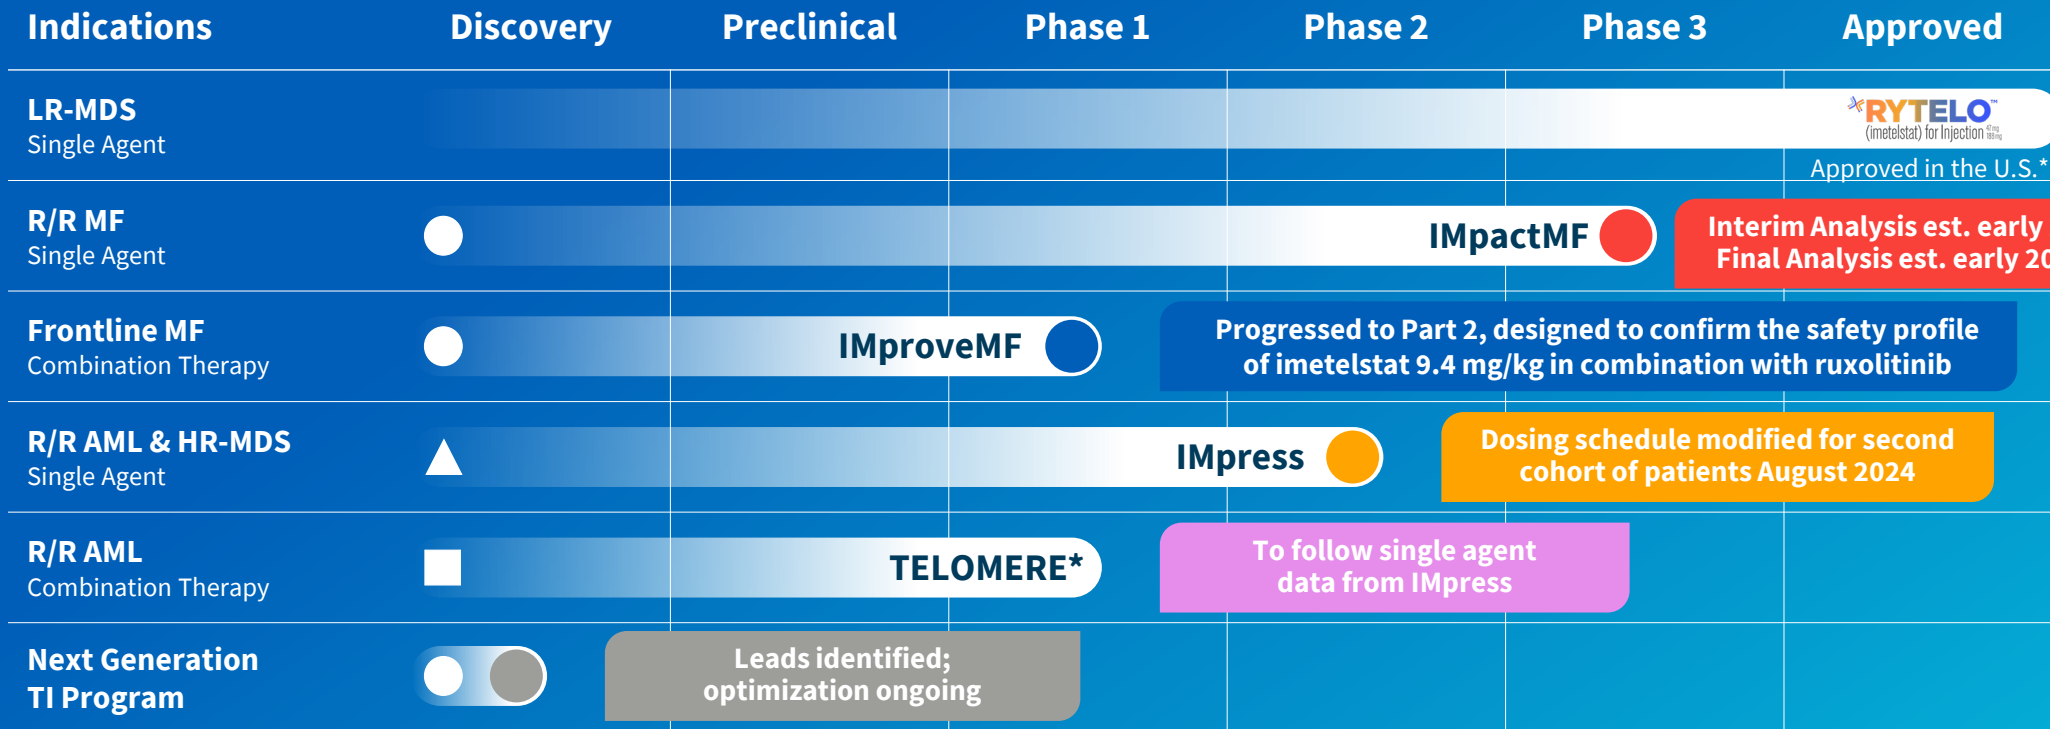 Indications Discovery Preclinical Phase 1 Phase 2 Phase 3 Approved
LR-MDS
Single Agent
RYTELO™
(imetelstat) for Injection 47mg 188mg
Approved in the U.S.*
R/R MF
Single Agent
IMpactMF
Interim Analysis est. early
Final Analysis est. early
Frontline MF
Combination Therapy
IMproveMF
Progressed to Part 2, designed to confirm the safety profile
of imetelstat 9.4 mg/kg in combination with ruxolitinib
R/R AML & HR-MDS
Single Agent
IMpress
Dosing schedule modified for second
cohort of patients August 2024
R/R AML
Combination Therapy
TELOMERE*
To follow single agent
data from IMpress
Next Generation
TI Program
Leads identified;
optimization ongoing